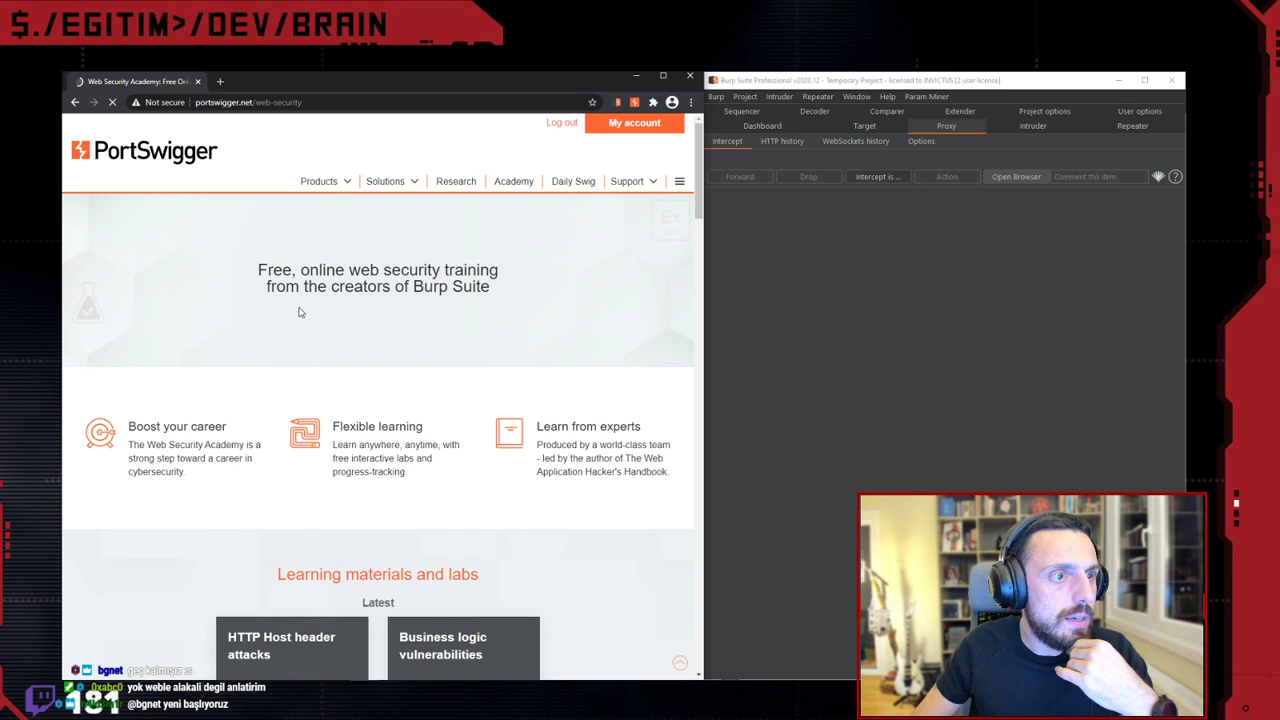 $./EGITIM>/DEV/BRAIN
Web Security Academy: Free Onl
Not secure
portswigger.net/web-security
Log out
My account
PortSwigger
Products
Solutions
Research
Academy
Daily Swig
Support
Ex
Free, online web security training
from the creators of Burp Suite
Boost your career
The Web Security Academy is a
strong step toward a career in
cybersecurity.
Flexible learning
Learn anywhere, anytime, with
free interactive labs and
progress-tracking.
Learn from experts
Produced by a world-class team
- led by the author of The Web
Application Hacker's Handbook.
Learning materials and labs
Latest
HTTP Host header
attacks
Business logic
vulnerabilities
Burp Suite Professional v2020.12 - Temporary Project - licensed to INVICTUS [2 user license]
Burp Project Intruder Repeater Window Help Param Miner
Sequencer Decoder Comparer Extender Project options User options
Dashboard Target Proxy Intruder Repeater
Intercept HTTP history WebSockets history Options
Forward Drop Intercept is ... Action Open Browser Comment this item
bgnet geç kalmışız :s
0xabc0 yok weble alakali degil anlatirim
@bgnet yeni başlıyoruz
181